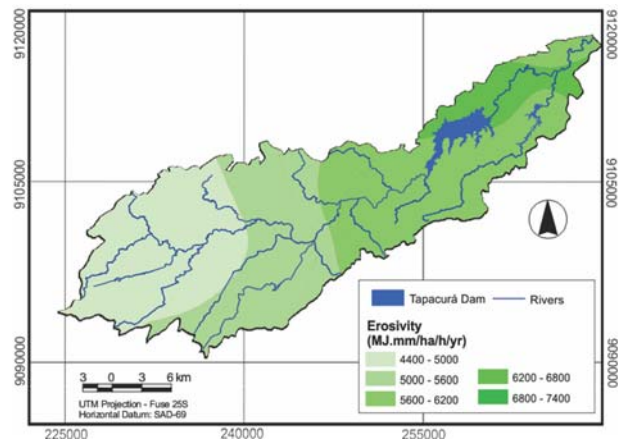 9120000
9120000
9105000
9105000
Tapacurá Dam
Rivers
Erosivity
(MJ.mm/ha/h/yr)
4400 - 5000
5000 - 5600
5600 - 6200
6200 - 6800
6800 - 7400
9090000
9090000
3 0 3 6 km
UTM Projection - Fuse 25S
Horizontal Datum: SAD-69
225000
240000
255000